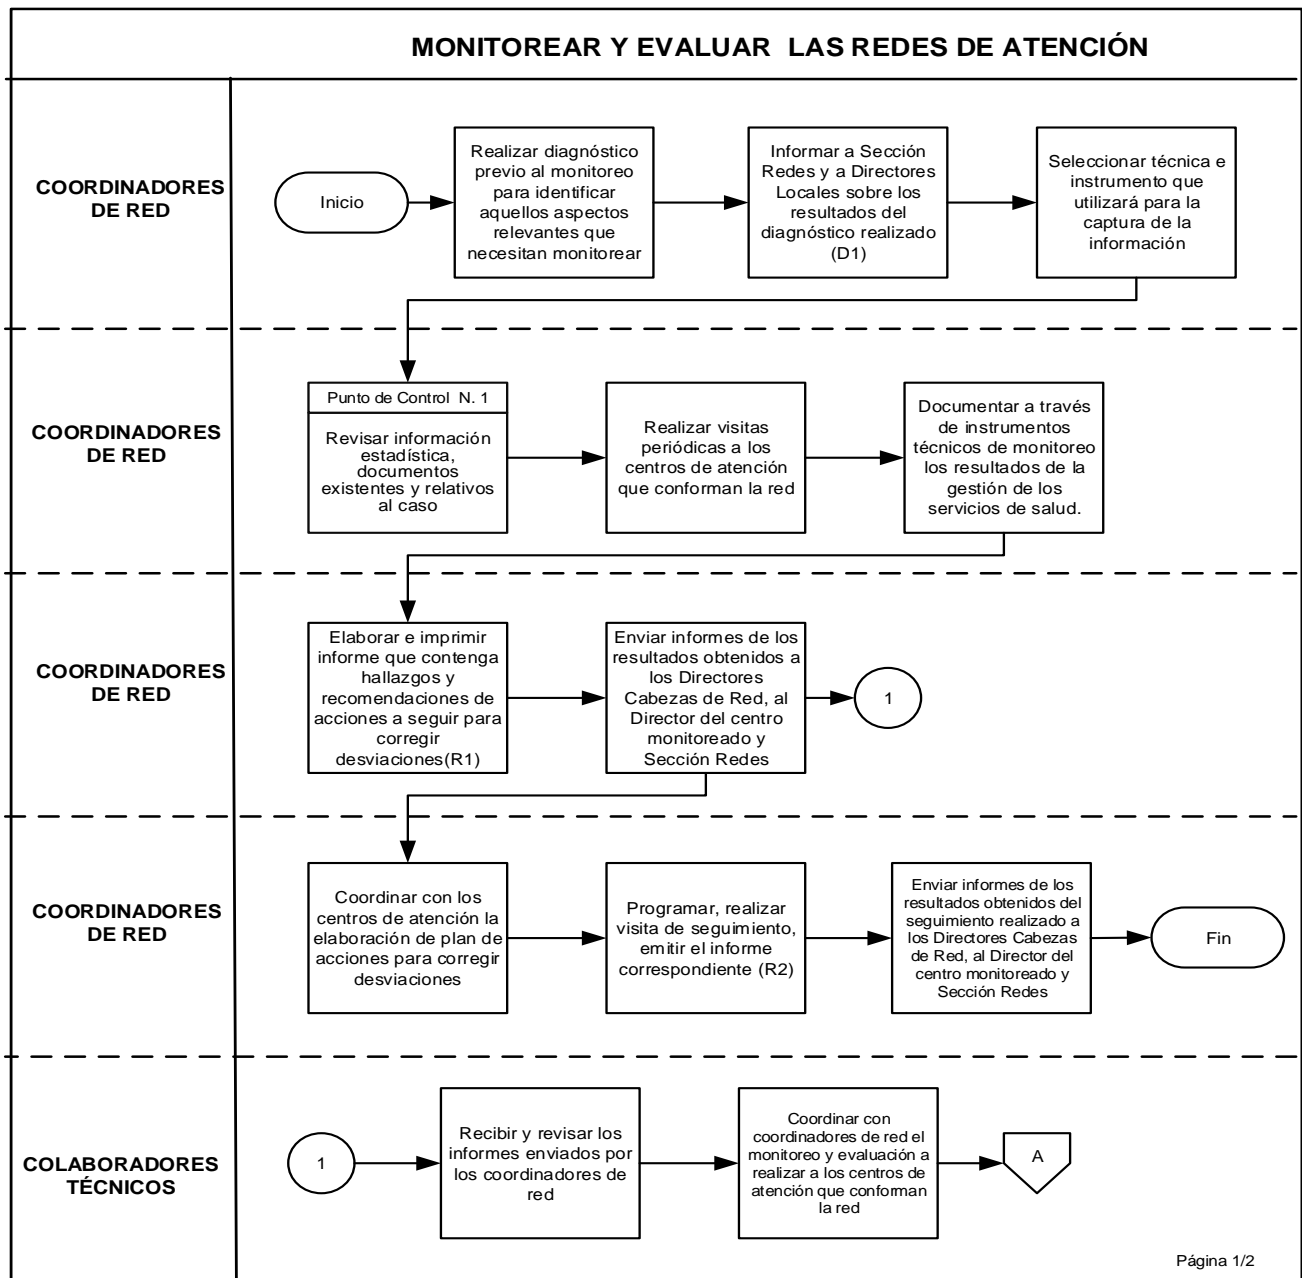 MONITOREAR Y EVALUAR LAS REDES DE ATENCIÓN
COORDINADORES
DE RED
Inicio
Realizar diagnóstico
previo al monitoreo
para identificar
aquellos aspectos
relevantes que
necesitan monitorear
Informar a Sección
Redes y a Directores
Locales sobre los
resultados del
diagnóstico realizado
(D1)
Seleccionar técnica e
instrumento que
utilizará para la
captura de la
información
COORDINADORES
DE RED
Punto de Control N. 1
Revisar información
estadística,
documentos
existentes y relativos
al caso
Realizar visitas
periódicas a los
centros de atención
que conforman la red
Documentar a través
de instrumentos
técnicos de monitoreo
los resultados de la
gestión de los
servicios de salud.
COORDINADORES
DE RED
Elaborar e imprimir
informe que contenga
hallazgos y
recomendaciones de
acciones a seguir para
corregir
desviaciones(R1)
Enviar informes de los
resultados obtenidos a
los Directores
Cabezas de Red, al
Director del centro
monitoreado y
Sección Redes
1
COORDINADORES
DE RED
Coordinar con los
centros de atención la
elaboración de plan de
acciones para corregir
desviaciones
Programar, realizar
visita de seguimiento,
emitir el informe
correspondiente (R2)
Enviar informes de los
resultados obtenidos del
seguimiento realizado a
los Directores Cabezas
de Red, al Director del
centro monitoreado y
Sección Redes
Fin
COLABORADORES
TÉCNICOS
1
Recibir y revisar los
informes enviados por
los coordinadores de
red
Coordinar con
coordinadores de red el
monitoreo y evaluación a
realizar a los centros de
atención que conforman
la red
A
Página 1/2